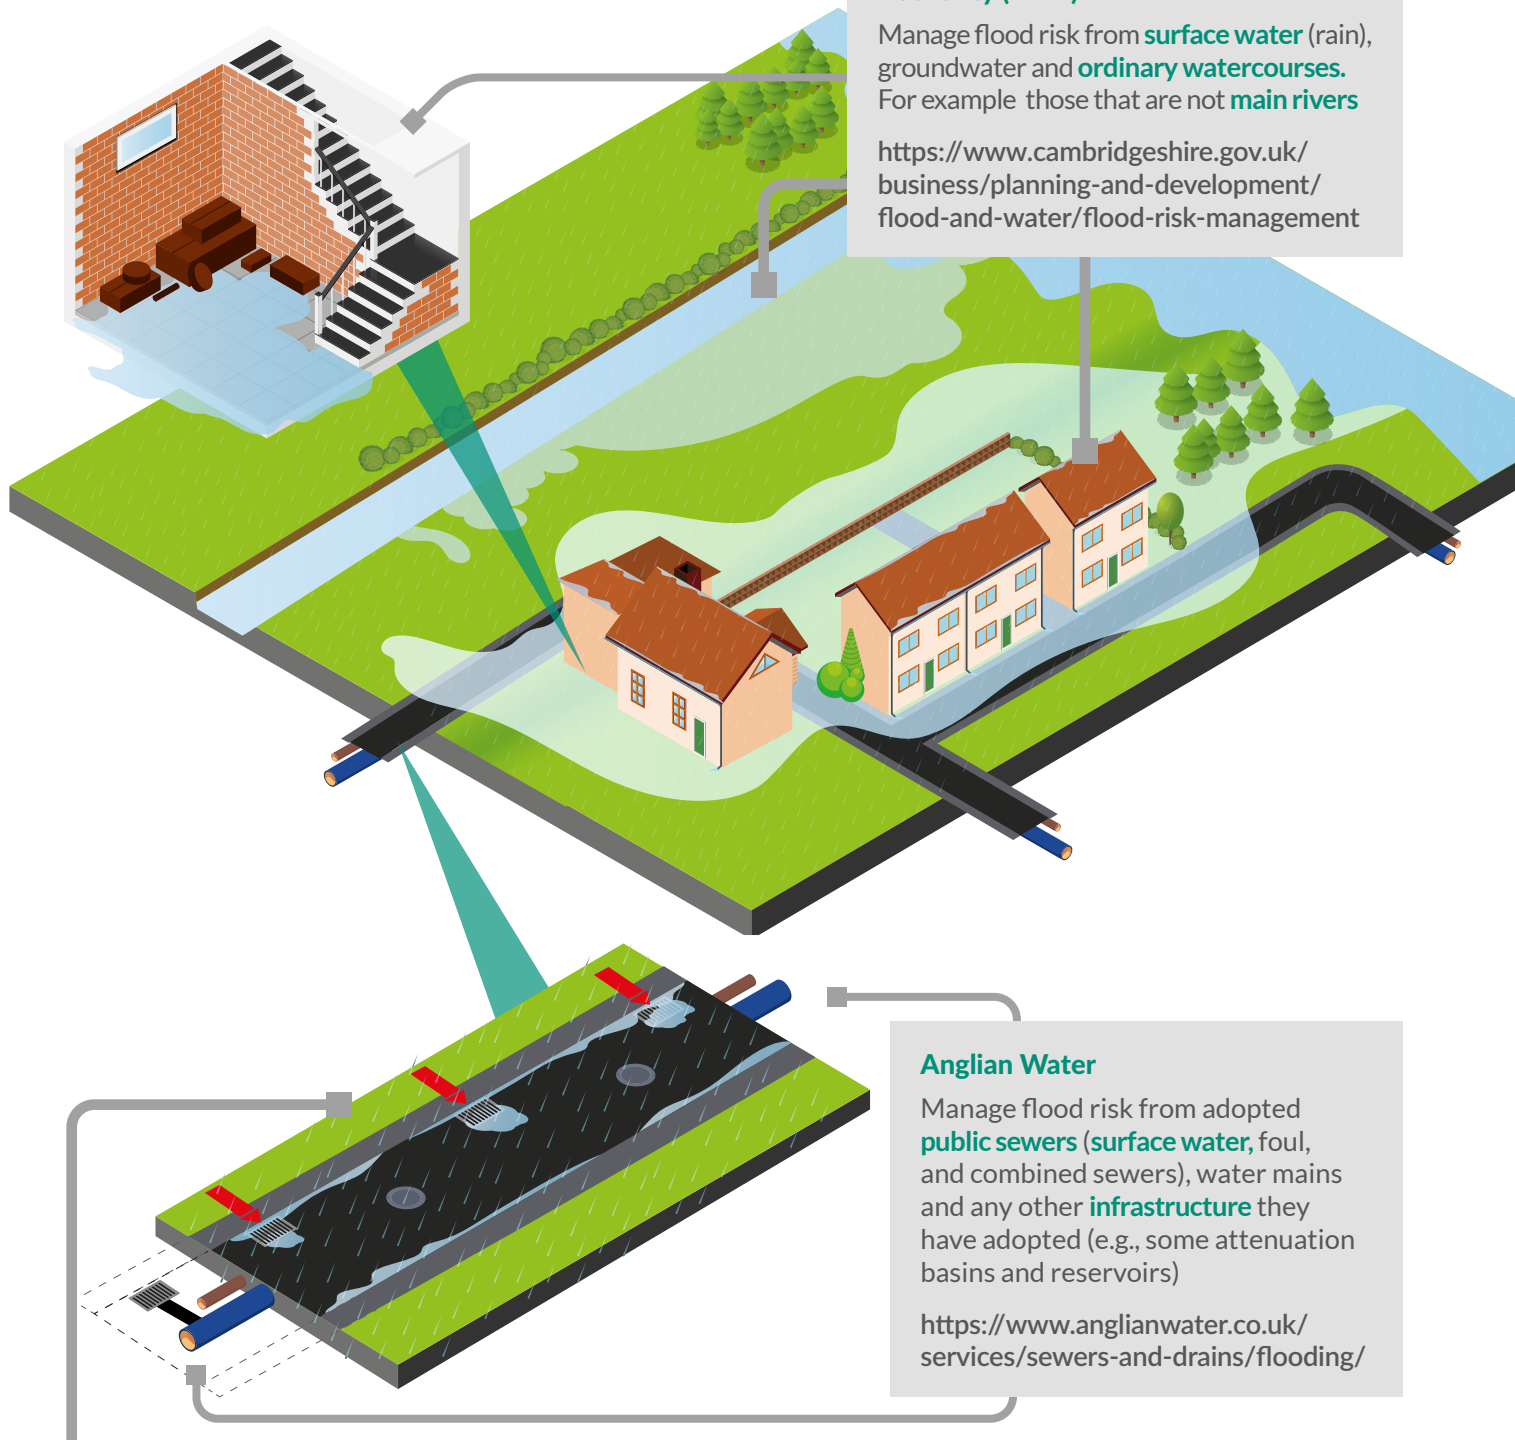 Manage flood risk from surface water (rain),
groundwater and ordinary watercourses.
For example those that are not main rivers
https://www.cambridgeshire.gov.uk/
business/planning-and-development/
flood-and-water/flood-risk-management
Anglian Water
Manage flood risk from adopted
public sewers (surface water, foul,
and combined sewers), water mains
and any other infrastructure they
have adopted (e.g., some attenuation
basins and reservoirs)
https://www.anglianwater.co.uk/
services/sewers-and-drains/flooding/